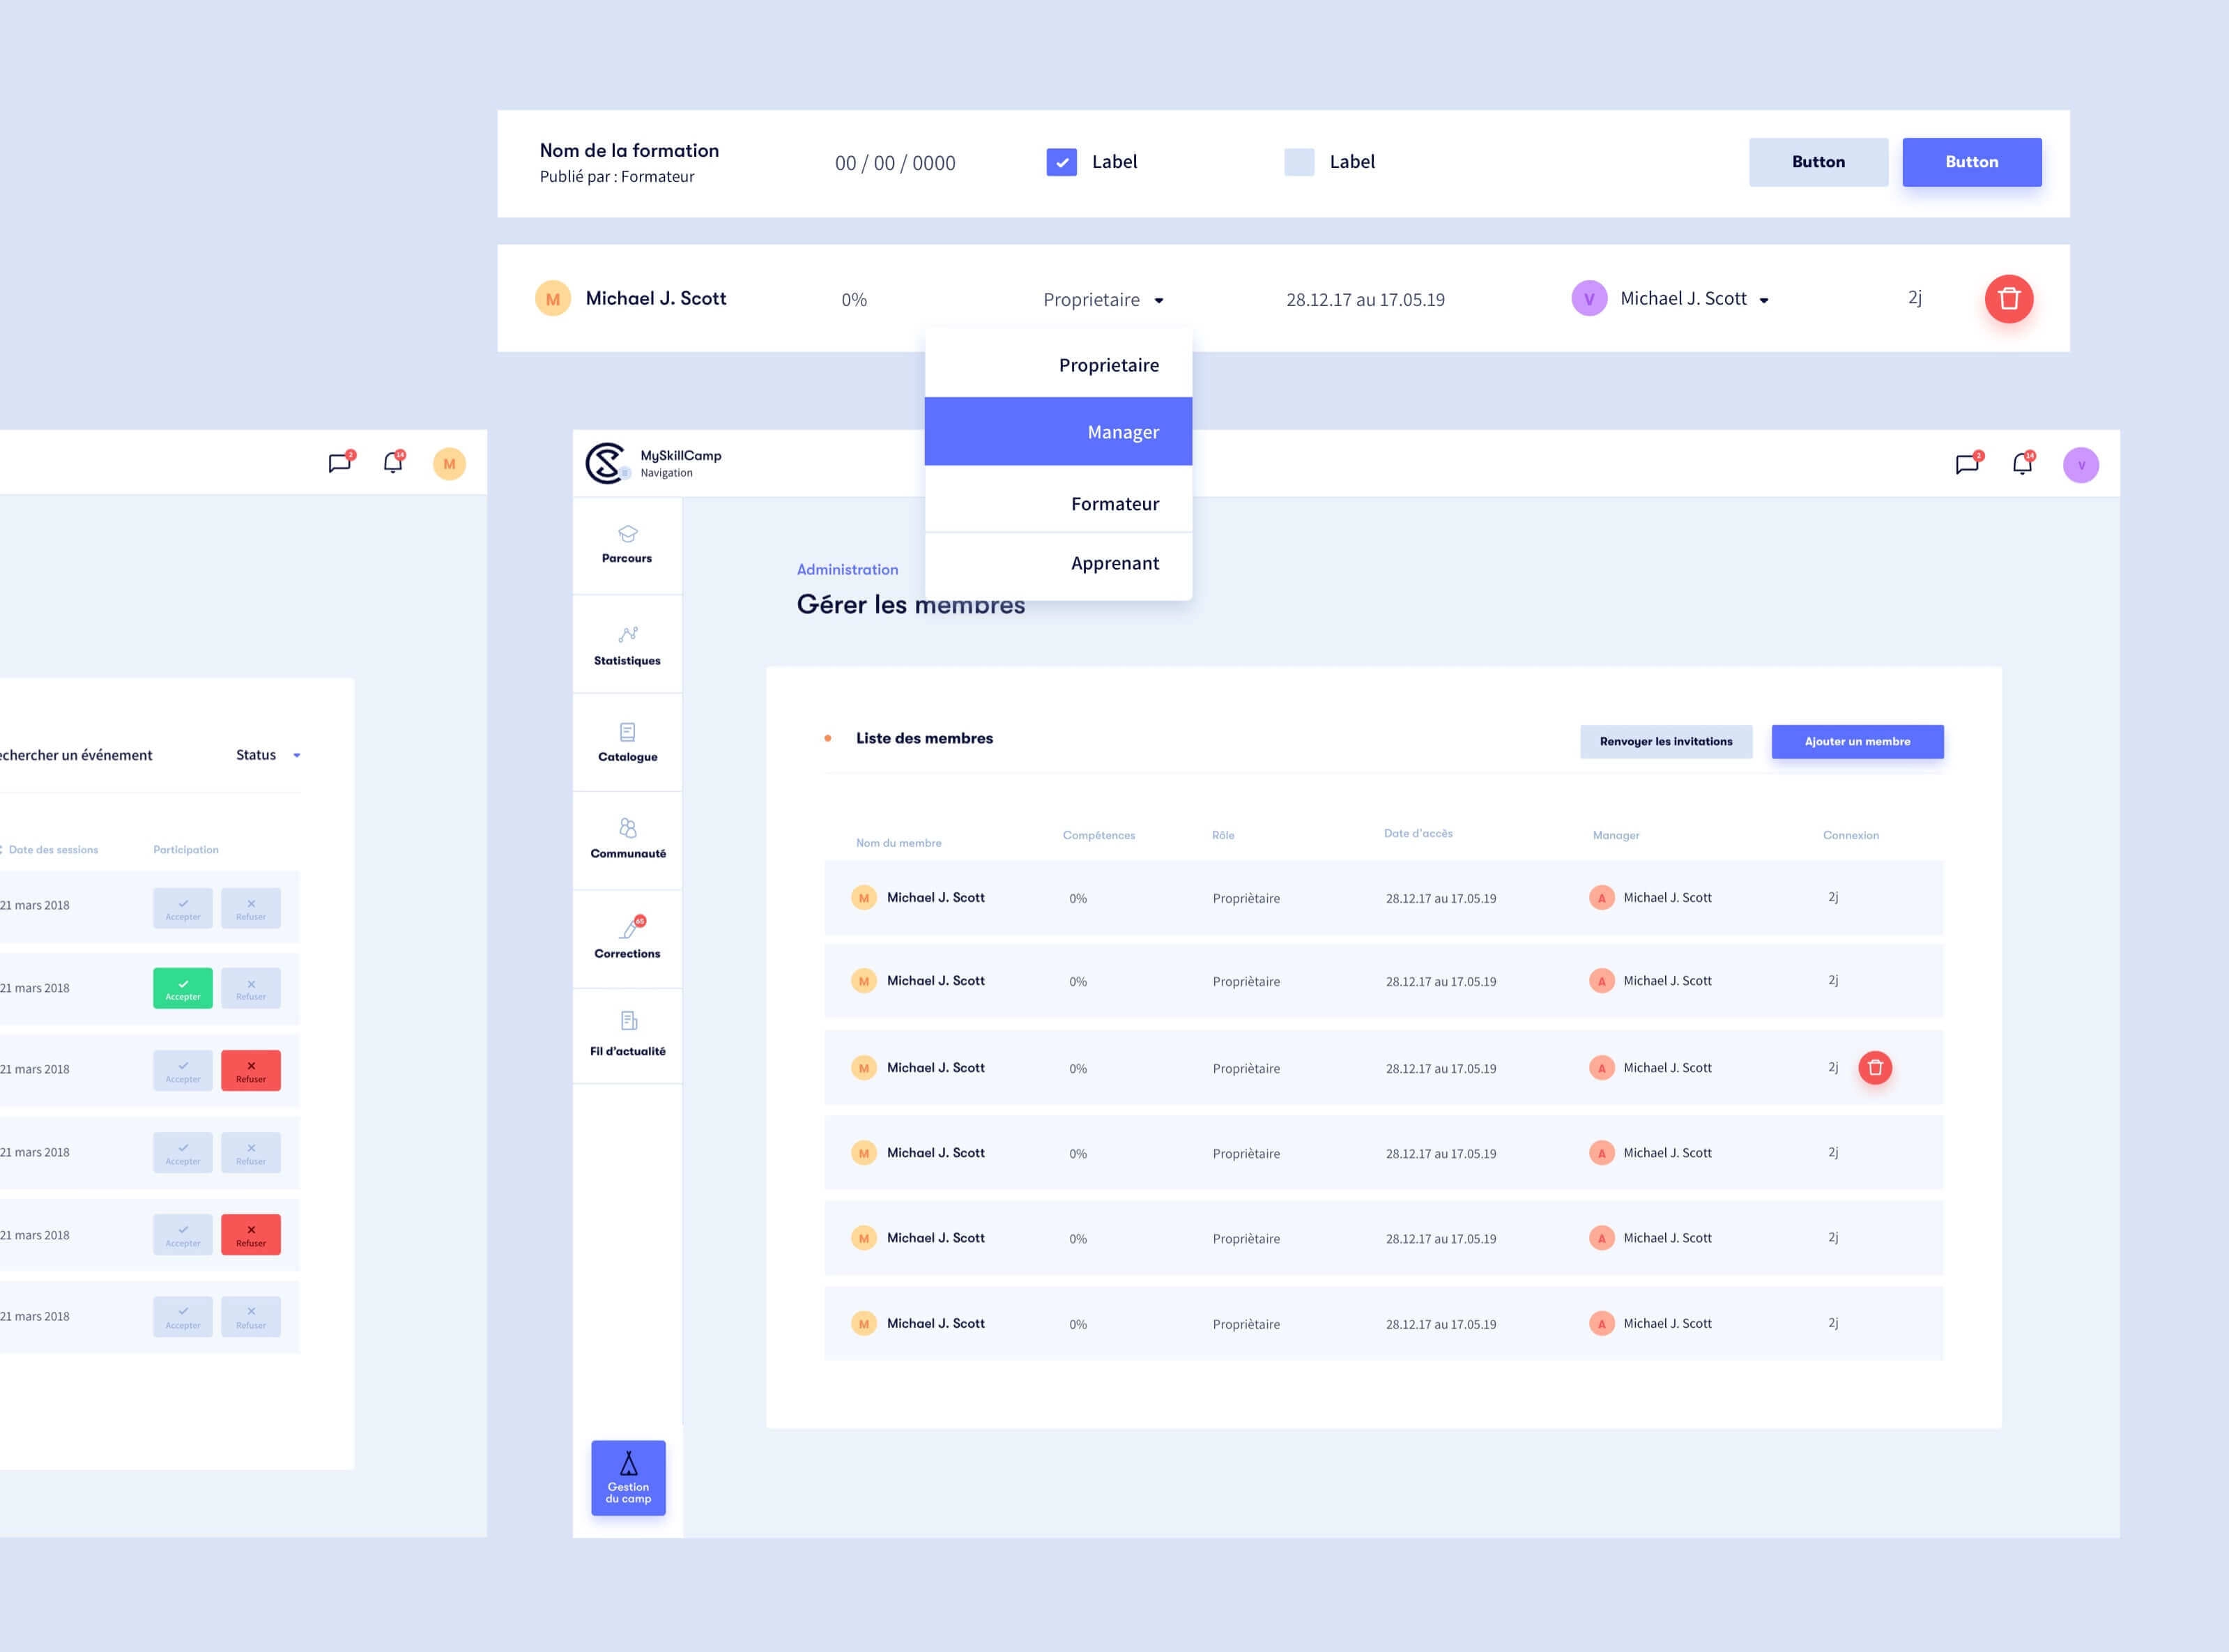 Nom de la formation
Publié par : Formateur
00 / 00 / 0000
Label
Label
Button
Button
M
Michael J. Scott
0%
Proprietaire
28.12.17 au 17.05.19
V
Michael J. Scott
2j
Proprietaire
Manager
Formateur
Apprenant
2
14
M
echercher un événement
Status
Date des sessions
Participation
21 mars 2018
Accepter
Refuser
21 mars 2018
Accepter
Refuser
21 mars 2018
Accepter
Refuser
21 mars 2018
Accepter
Refuser
21 mars 2018
Accepter
Refuser
21 mars 2018
Accepter
Refuser
MySkillCamp
Navigation
2
14
V
Parcours
Statistiques
Catalogue
Communauté
65
Corrections
Fil d'actualité
Gestion
du camp
Administration
Gérer les membres
Liste des membres
Renvoyer les invitations
Ajouter un membre
Nom du membre
Compétences
Rôle
Date d'accès
Manager
Connexion
M
Michael J. Scott
0%
Propriètaire
28.12.17 au 17.05.19
A
Michael J. Scott
2j
M
Michael J. Scott
0%
Propriètaire
28.12.17 au 17.05.19
A
Michael J. Scott
2j
M
Michael J. Scott
0%
Propriètaire
28.12.17 au 17.05.19
A
Michael J. Scott
2j
M
Michael J. Scott
0%
Propriètaire
28.12.17 au 17.05.19
A
Michael J. Scott
2j
M
Michael J. Scott
0%
Propriètaire
28.12.17 au 17.05.19
A
Michael J. Scott
2j
M
Michael J. Scott
0%
Propriètaire
28.12.17 au 17.05.19
A
Michael J. Scott
2j